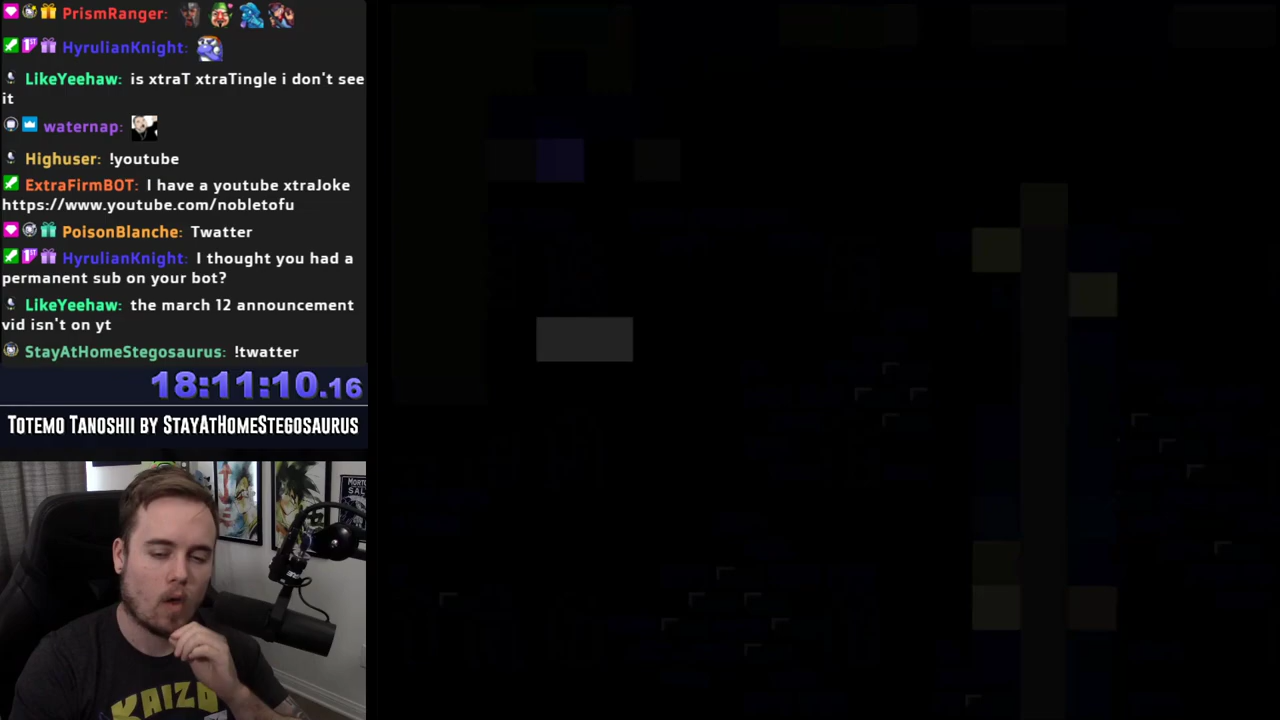 PrismRanger:
HyrulianKnight:
LikeYeehaw: is xtraT xtraTingle i don't see
it
waternap:
Highuser: !youtube
ExtraFirmBOT: I have a youtube xtraJoke
https://www.youtube.com/nobletofu
PoisonBlanche: Twatter
HyrulianKnight: I thought you had a
permanent sub on your bot?
LikeYeehaw: the march 12 announcement
vid isn't on yt
StayAtHomeStegosaurus: !twatter
18:11:10.16
Totemo Tanoshii by StayAtHomeStegosaurus
KAIZO